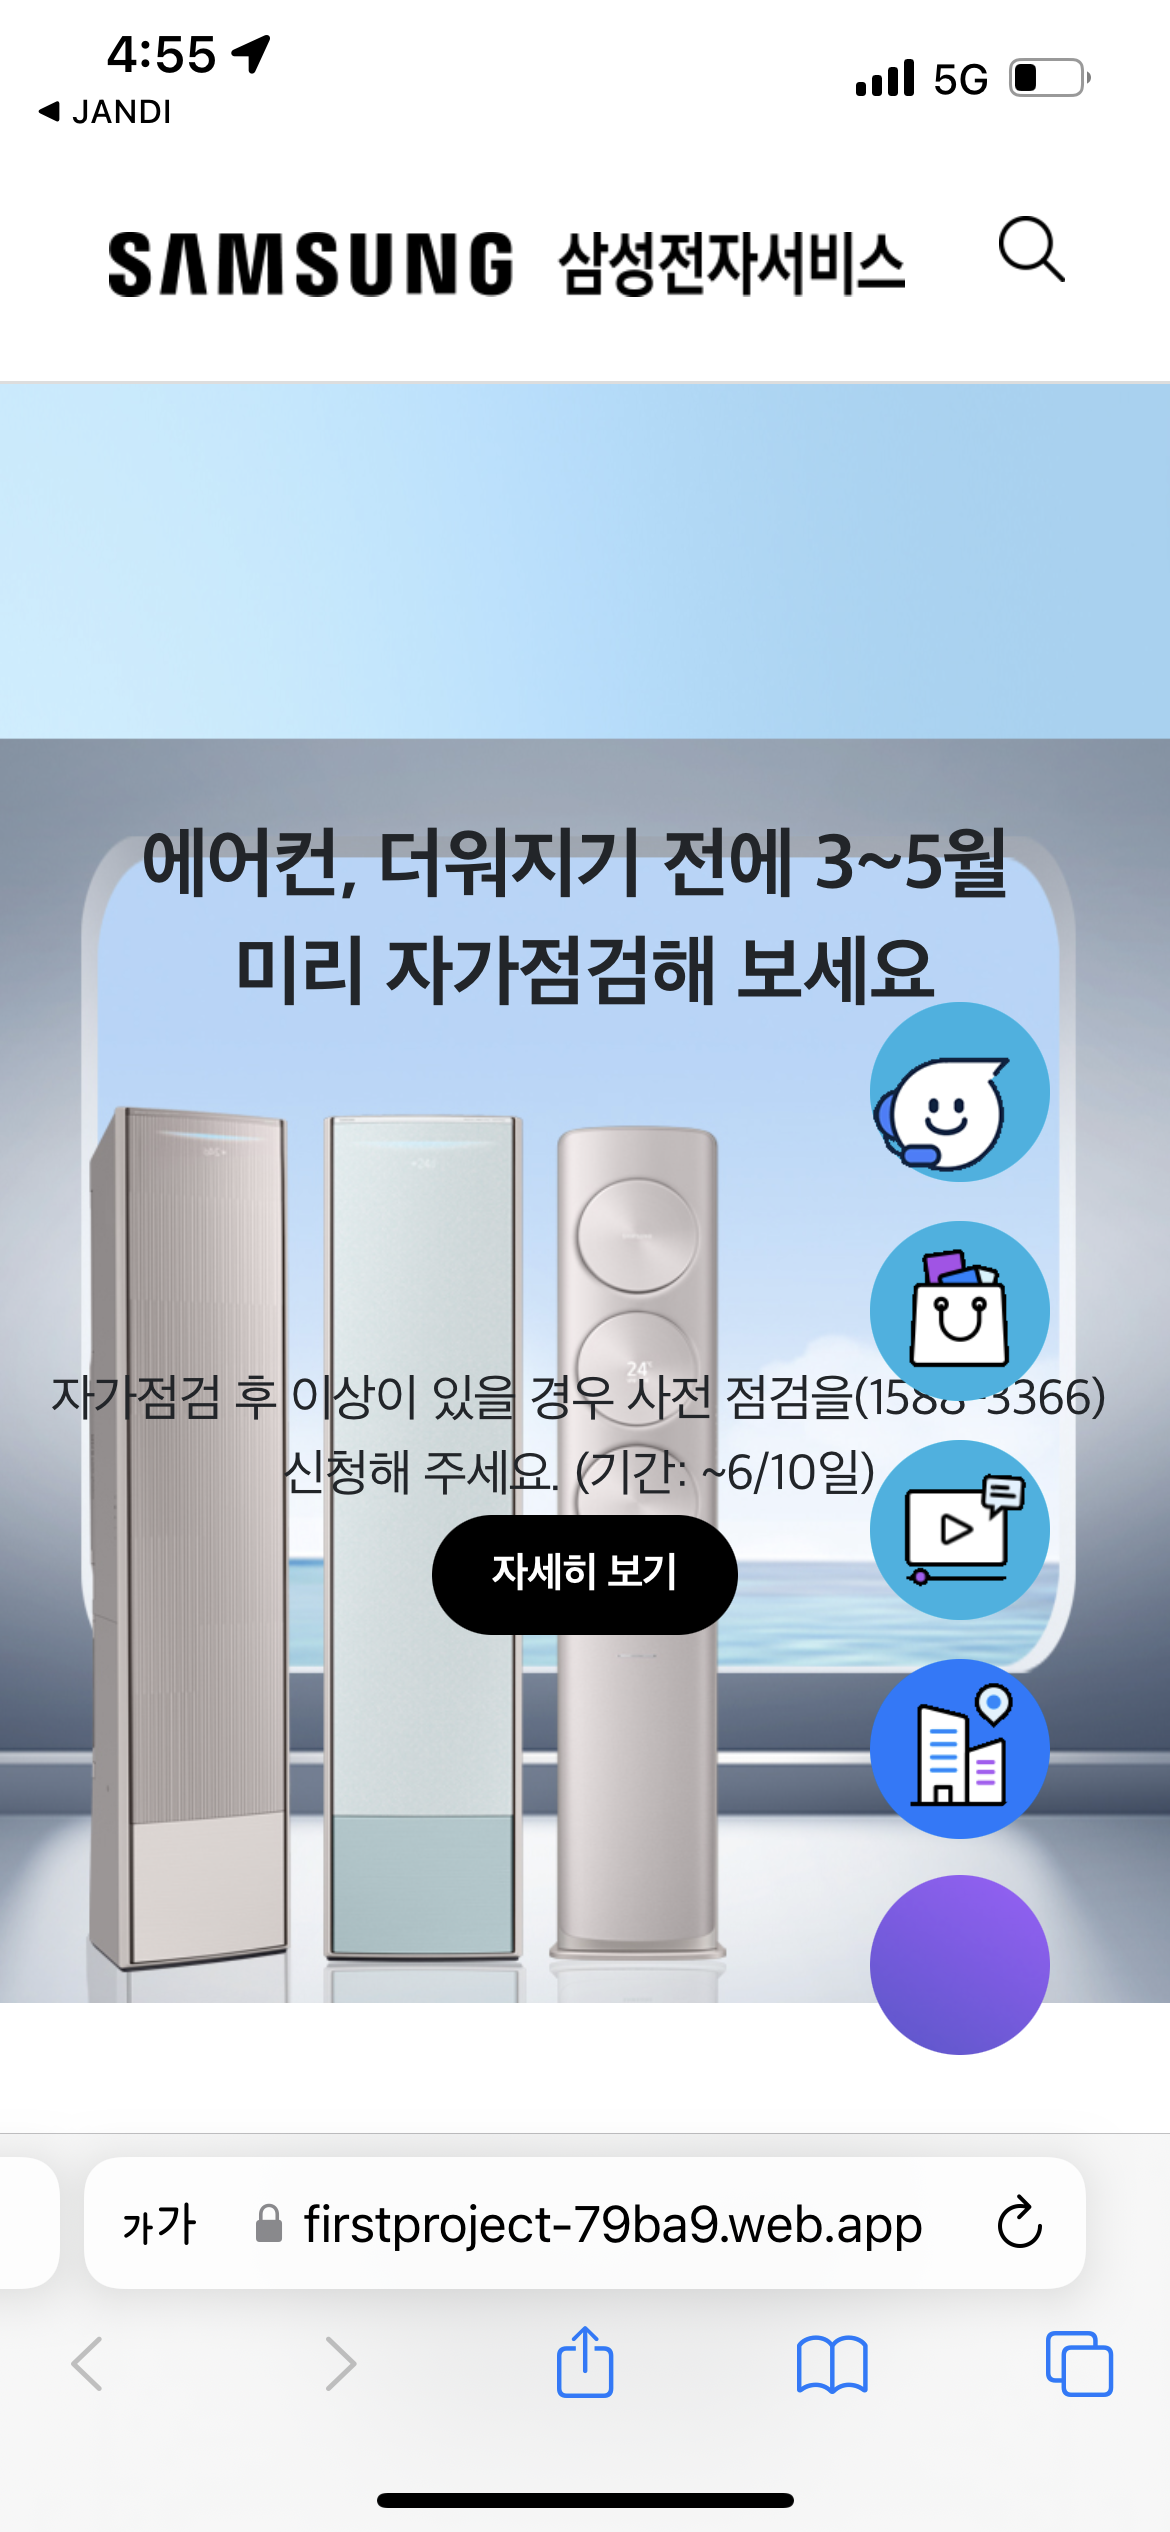 4:55
5G
◀ JANDI
SAMSUNG 삼성전자서비스
에어컨, 더워지기 전에 3~5월
미리 자가점검해 보세요
24
자가점검 후 이상이 있을 경우 사전 점검을(1588-3366)
신청해 주세요. (기간: ~6/10일)
자세히 보기
가가 firstproject-79ba9.web.app